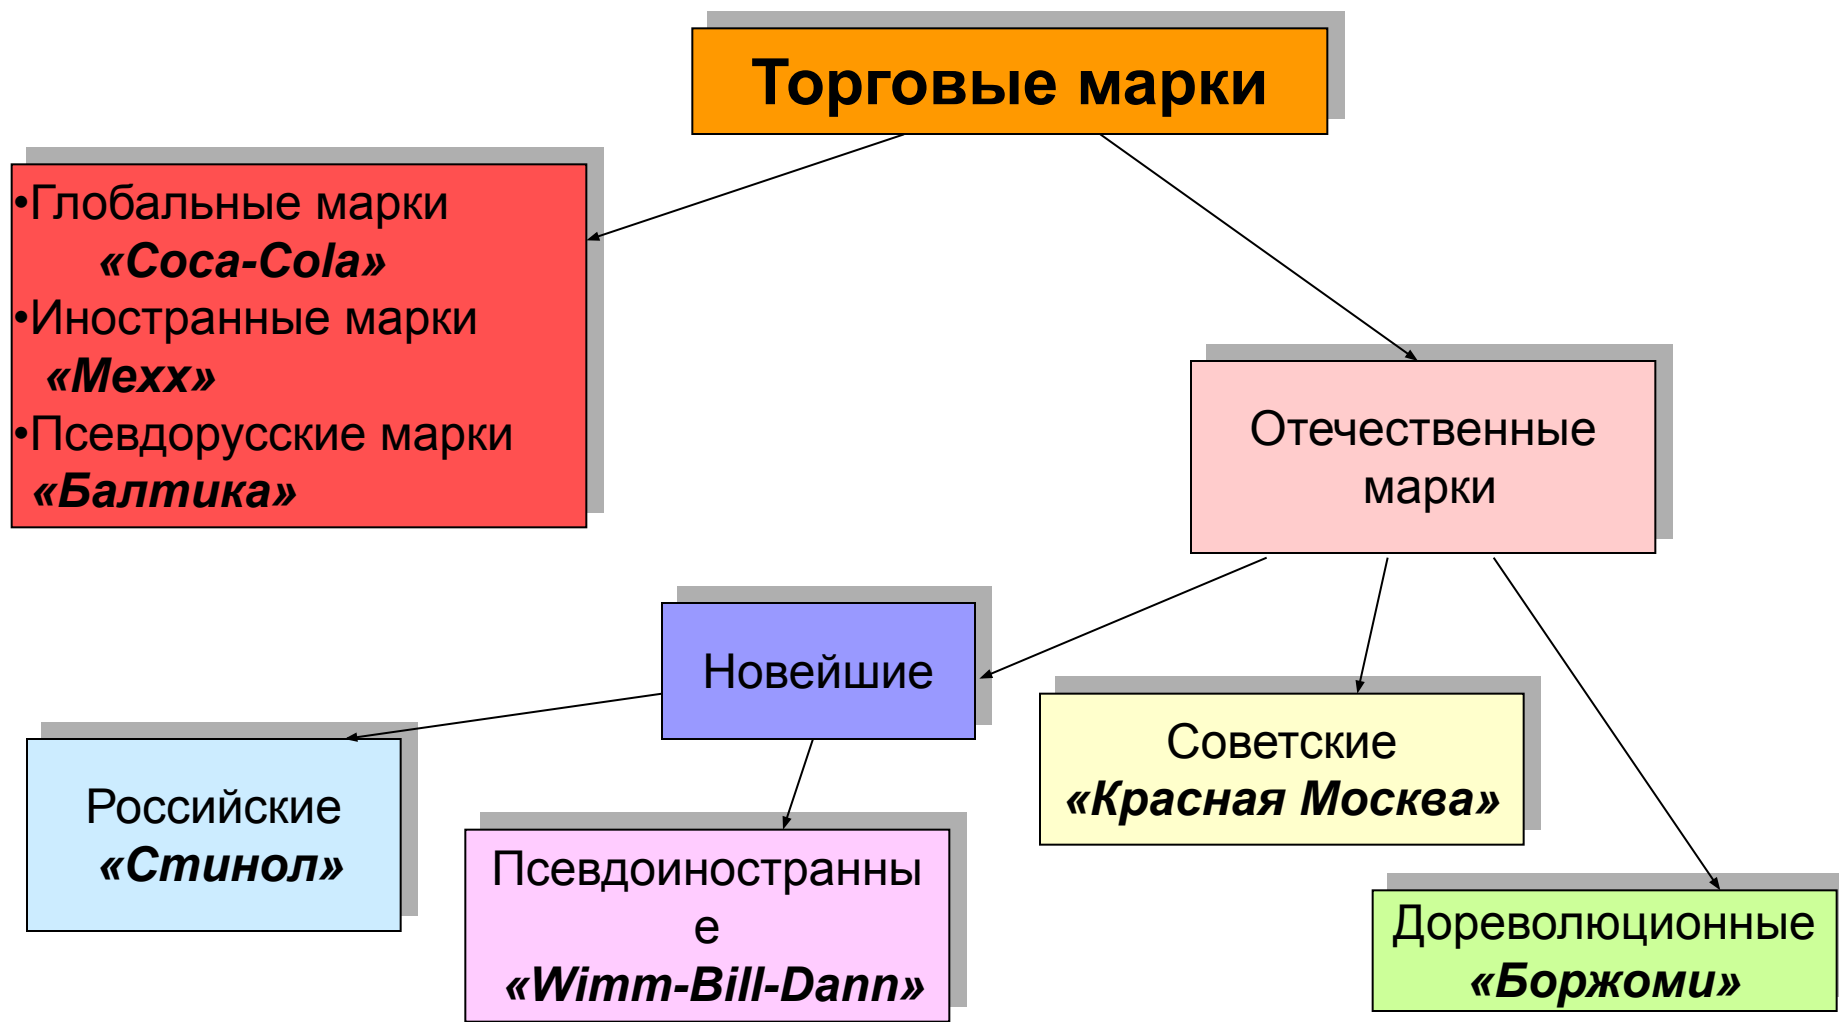 Торговые марки
•Глобальные марки
«Coca-Cola»
•Иностранные марки
«Mexx»
•Псевдорусские марки
«Балтика»
Отечественные
марки
Новейшие
Российские
«Стинол»
Псевдоиностранны
е
«Wimm-Bill-Dann»
Советские
«Красная Москва»
Дореволюционные
«Боржоми»